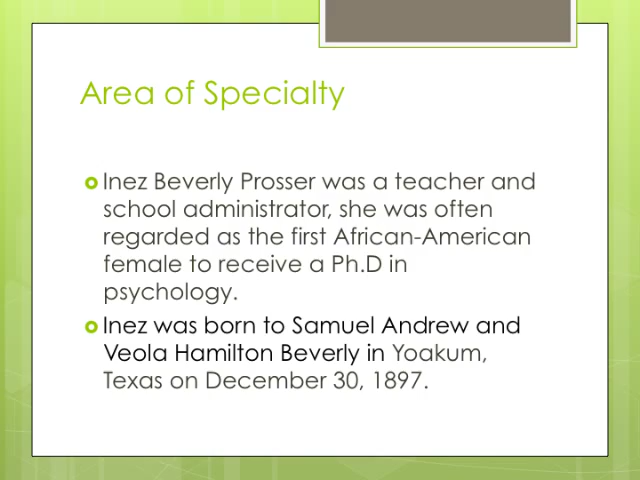 Area of Specialty
Inez Beverly Prosser was a teacher and
school administrator, she was often
regarded as the first African-American
female to receive a Ph.D in
psychology.
Inez was born to Samuel Andrew and
Veola Hamilton Beverly in Yoakum,
Texas on December 30, 1897.